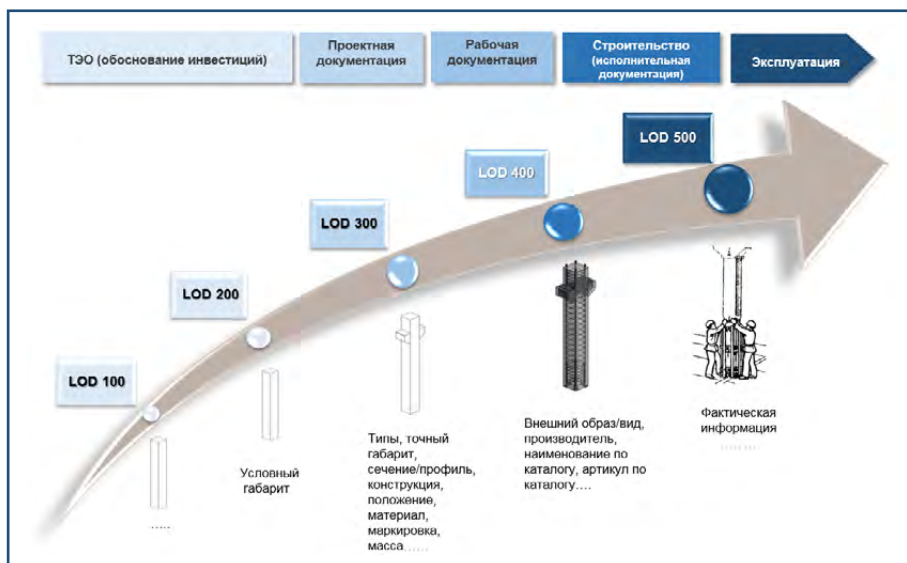 ТЭО (обоснование инвестиций)
Проектная
документация
Рабочая
документация
Строительство
(исполнительная
документация)
Эксплуатация
LOD 500
LOD 400
LOD 300
LOD 200
LOD 100
.....
Условный
габарит
Типы, точный
габарит,
сечение/профиль,
конструкция,
положение,
материал,
маркировка,
масса……
Внешний образ/вид,
производитель,
наименование по
каталогу, артикул по
каталогу….
Фактическая
информация
………